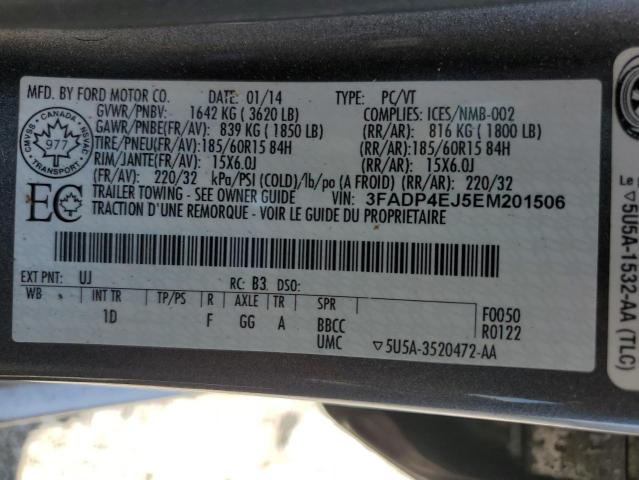 MFD. BY FORD MOTOR CO. DATE: 01/14 TYPE: PC/VT
GVWR/PNBV: 1642 KG ( 3620 LB) COMPLIES: ICES/NMB-002
GAWR/PNBE(FR/AV): 839 KG ( 1850 LB) (RR/AR): 816 KG ( 1800 LB)
TIRE/PNEU(FR/AV):185/60R15 84H (RR/AR):185/60R15 84H
RIM/JANTE(FR/AV): 15X6.0J (RR/AR): 15X6.0J
(FR/AV): 220/32 kPa/PSI (COLD)/lb/po (A FROID) (RR/AR): 220/32
TRAILER TOWING - SEE OWNER GUIDE VIN: 3FADP4EJ5EM201506
TRACTION D'UNE REMORQUE - VOIR LE GUIDE DU PROPRIETAIRE
CANADA
CMVSS NSVAC
977
TRANSPORT
EC
EXT PNT: UJ RC: B3 DSO:
WB INT TR TP/PS R AXLE TR SPR
1D F GG A BBCC
UMC
F0050
R0122
▽5U5A-3520472-AA
▽5U5A-1532-AA (TLC)